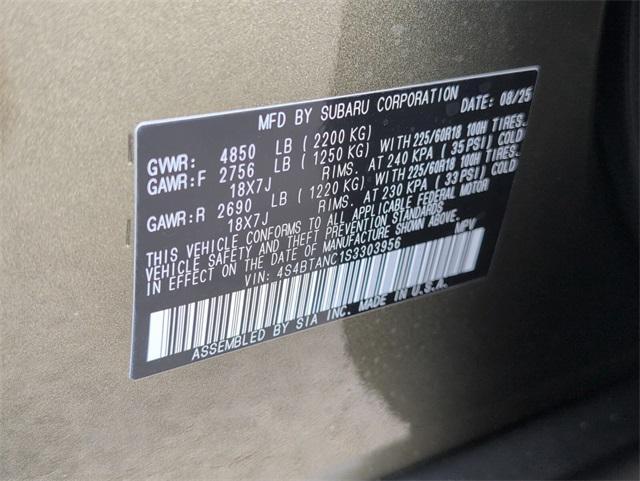 MFD BY SUBARU CORPORATION DATE: 08/25
GVWR: 4850 LB ( 2200 KG)
GAWR:F 2756 LB ( 1250 KG) WITH 225/60R18 100H TIRES.
18X7J RIMS. AT 240 KPA ( 35 PSI) COLD
GAWR:R 2690 LB ( 1220 KG) WITH 225/60R18 100H TIRES.
18X7J RIMS. AT 230 KPA ( 33 PSI) COLD
THIS VEHICLE CONFORMS TO ALL APPLICABLE FEDERAL MOTOR
VEHICLE SAFETY AND THEFT PREVENTION STANDARDS
IN EFFECT ON THE DATE OF MANUFACTURE SHOWN ABOVE.
VIN: 4S4BTANC1S3303956 MPV
ASSEMBLED BY SIA INC. MADE IN U.S.A.